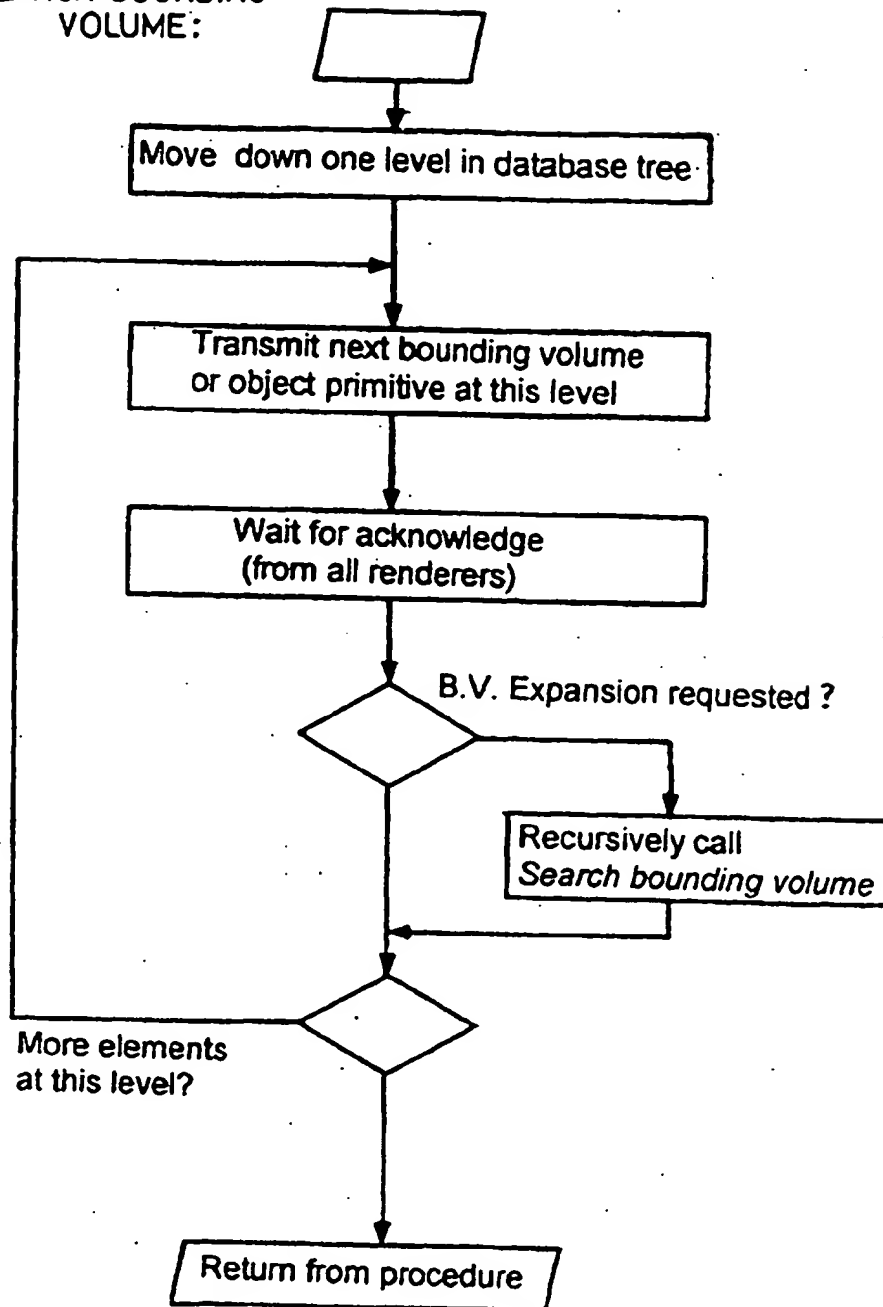 VOLUME:
Move down one level in database tree
Transmit next bounding volume
or object primitive at this level
Wait for acknowledge
(from all renderers)
B.V. Expansion requested ?
Recursively call
Search bounding volume
More elements
at this level?
Return from procedure